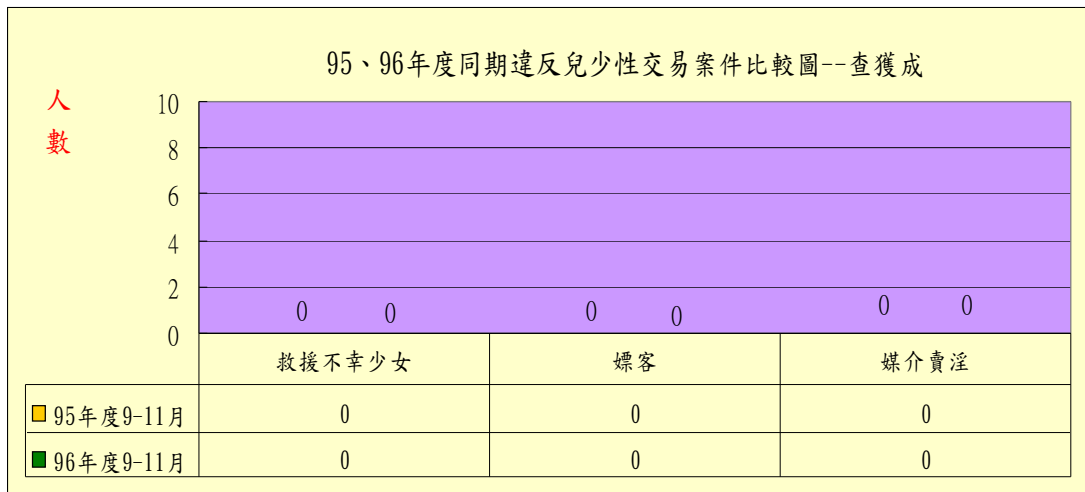 95、96年度同期違反兒少性交易案件比較圖--查獲成
人
數
10
8
6
4
2
0
0 0 0 0 0 0
救援不幸少女 嫖客 媒介賣淫
95年度9-11月 0 0 0
96年度9-11月 0 0 0